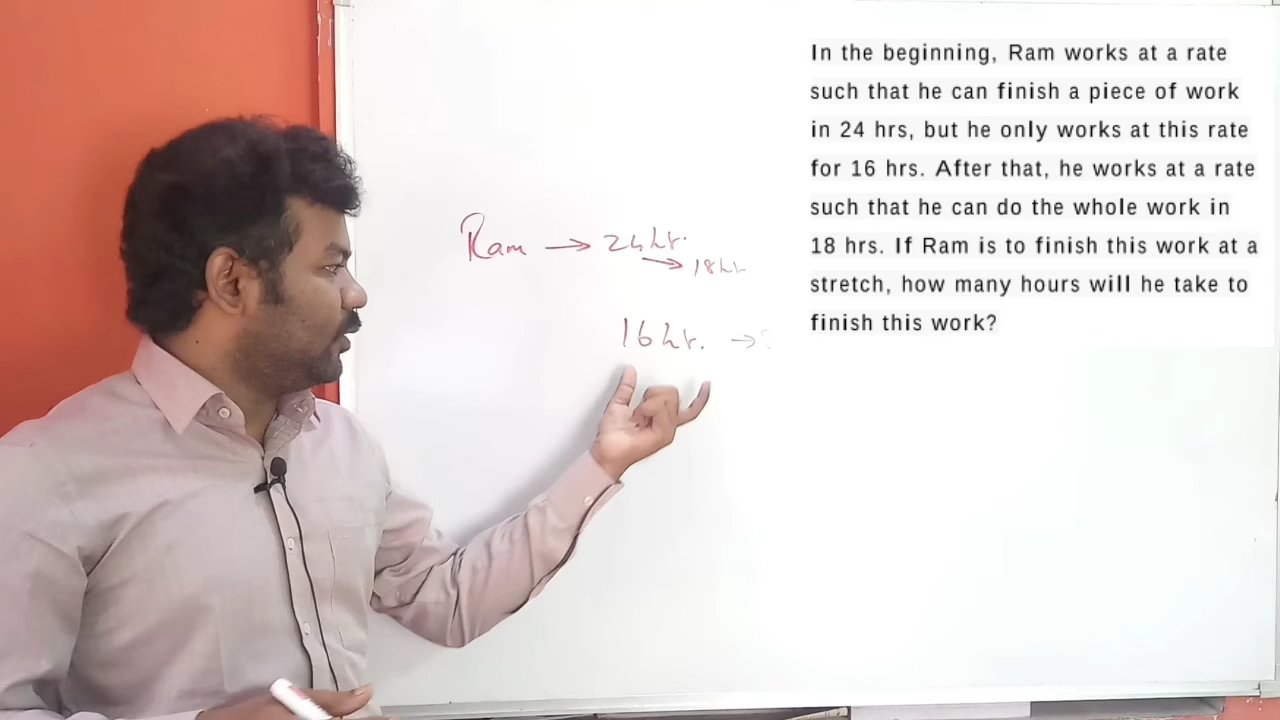 In the beginning, Ram works at a rate
such that he can finish a piece of work
in 24 hrs, but he only works at this rate
for 16 hrs. After that, he works at a rate
such that he can do the whole work in
18 hrs. If Ram is to finish this work at a
stretch, how many hours will he take to
finish this work?
Ram → 24hr.
→ 18hr
16hr. →